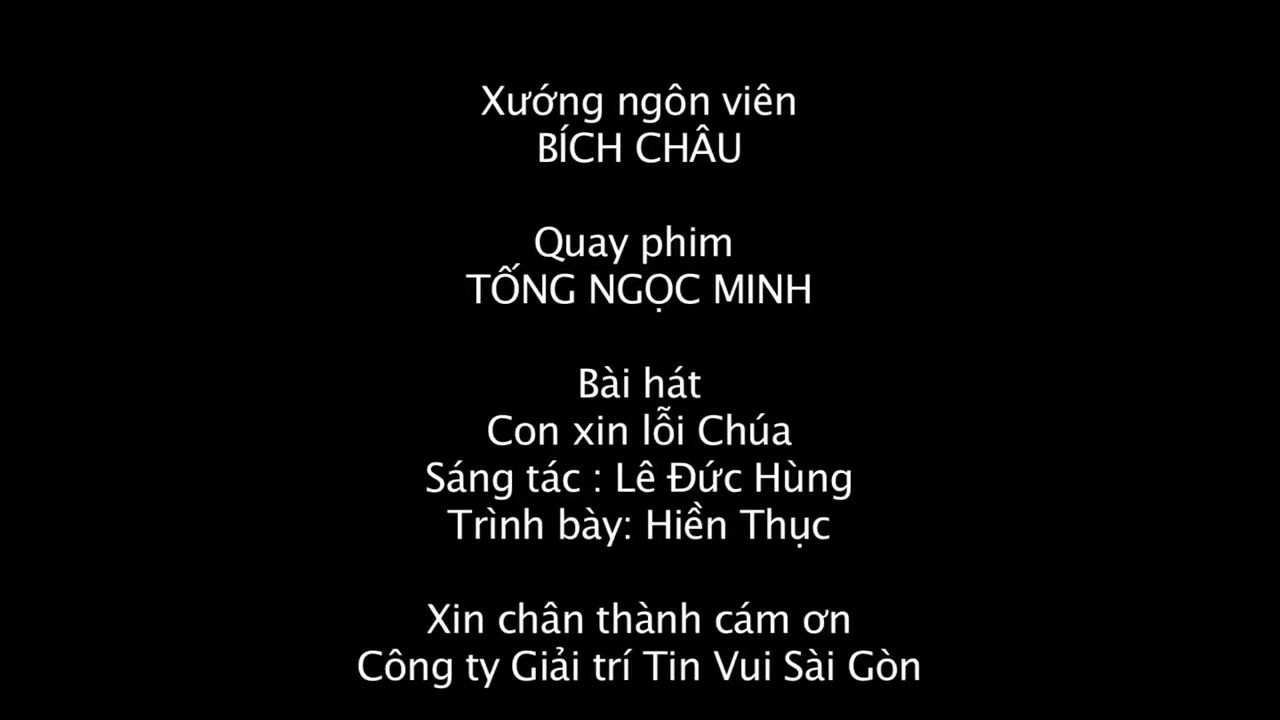 Xướng ngôn viên
BÍCH CHÂU
Quay phim
TỐNG NGỌC MINH
Bài hát
Con xin lỗi Chúa
Sáng tác : Lê Đức Hùng
Trình bày: Hiền Thục
Xin chân thành cám ơn
Công ty Giải trí Tin Vui Sài Gòn